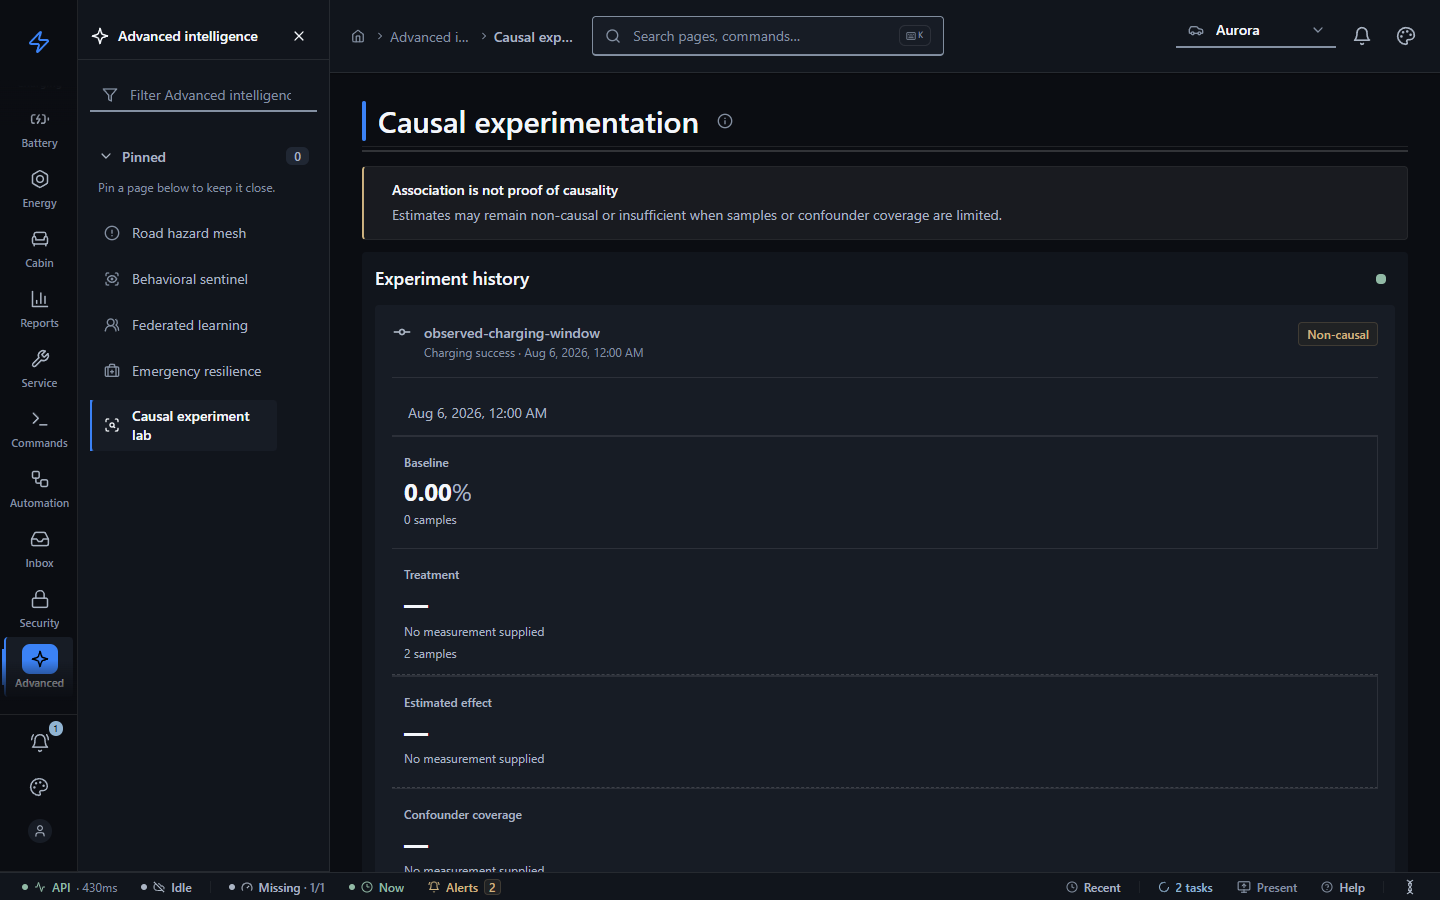 Advanced intelligence
Advanced i...
Causal exp...
Search pages, commands...
K
Aurora
Filter Advanced intelligenc
Pinned
0
Pin a page below to keep it close.
Road hazard mesh
Behavioral sentinel
Federated learning
Emergency resilience
Causal experiment
lab
Battery
Energy
Cabin
Reports
Service
Commands
Automation
Inbox
Security
Advanced
1
Causal experimentation
Association is not proof of causality
Estimates may remain non-causal or insufficient when samples or confounder coverage are limited.
Experiment history
observed-charging-window
Charging success · Aug 6, 2026, 12:00 AM
Non-causal
Aug 6, 2026, 12:00 AM
Baseline
0.00%
0 samples
Treatment
—
No measurement supplied
2 samples
Estimated effect
—
No measurement supplied
Confounder coverage
—
No measurement supplied
API · 430ms
Idle
Missing · 1/1
Now
Alerts 2
Recent
2 tasks
Present
Help